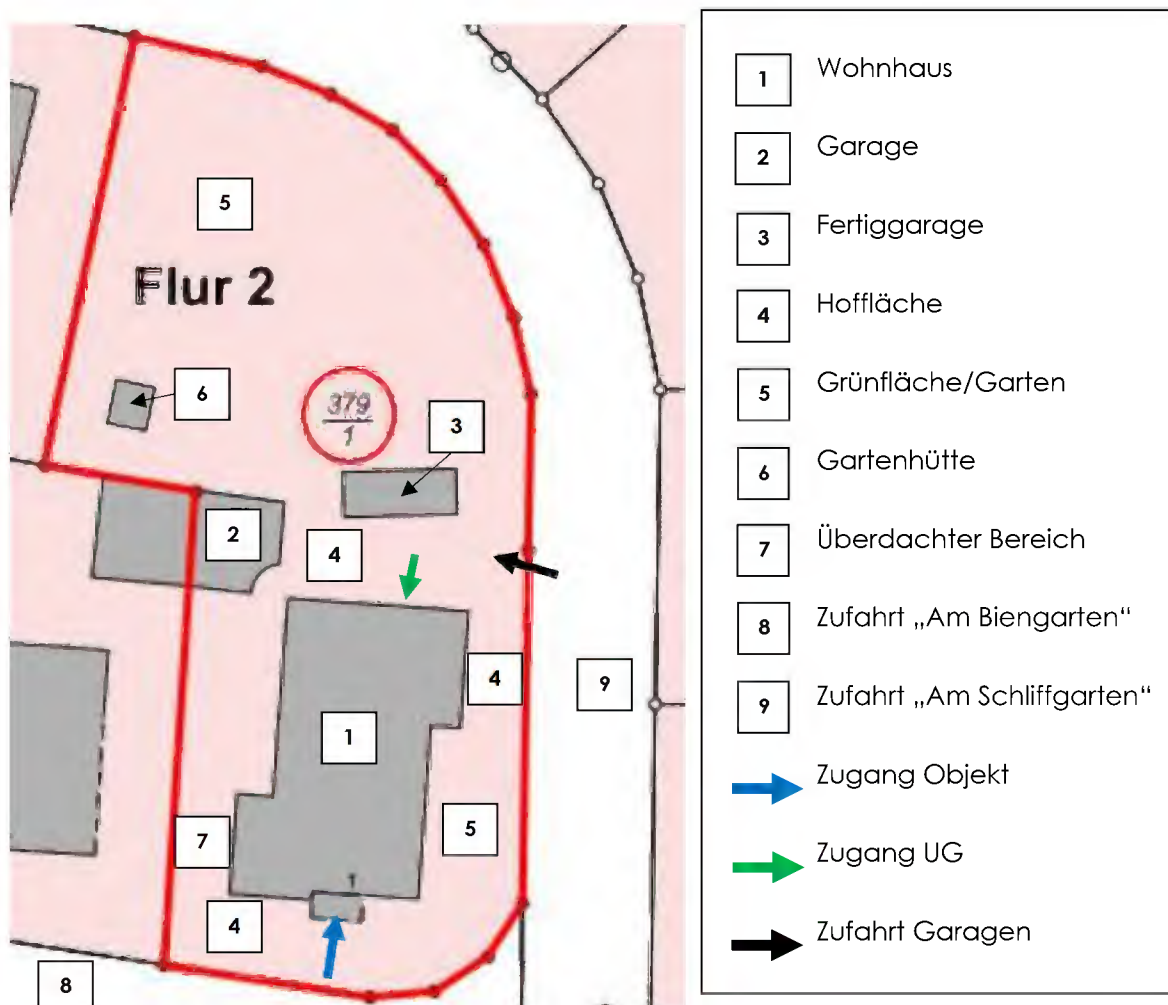 5
Flur 2
6
379
1
3
2
4
4
9
1
7
5
1
4
8
1 Wohnhaus
2 Garage
3 Fertiggarage
4 Hoffläche
5 Grünfläche/Garten
6 Gartenhütte
7 Überdachter Bereich
8 Zufahrt „Am Biengarten“
9 Zufahrt „Am Schliffgarten“
Zugang Objekt
Zugang UG
Zufahrt Garagen